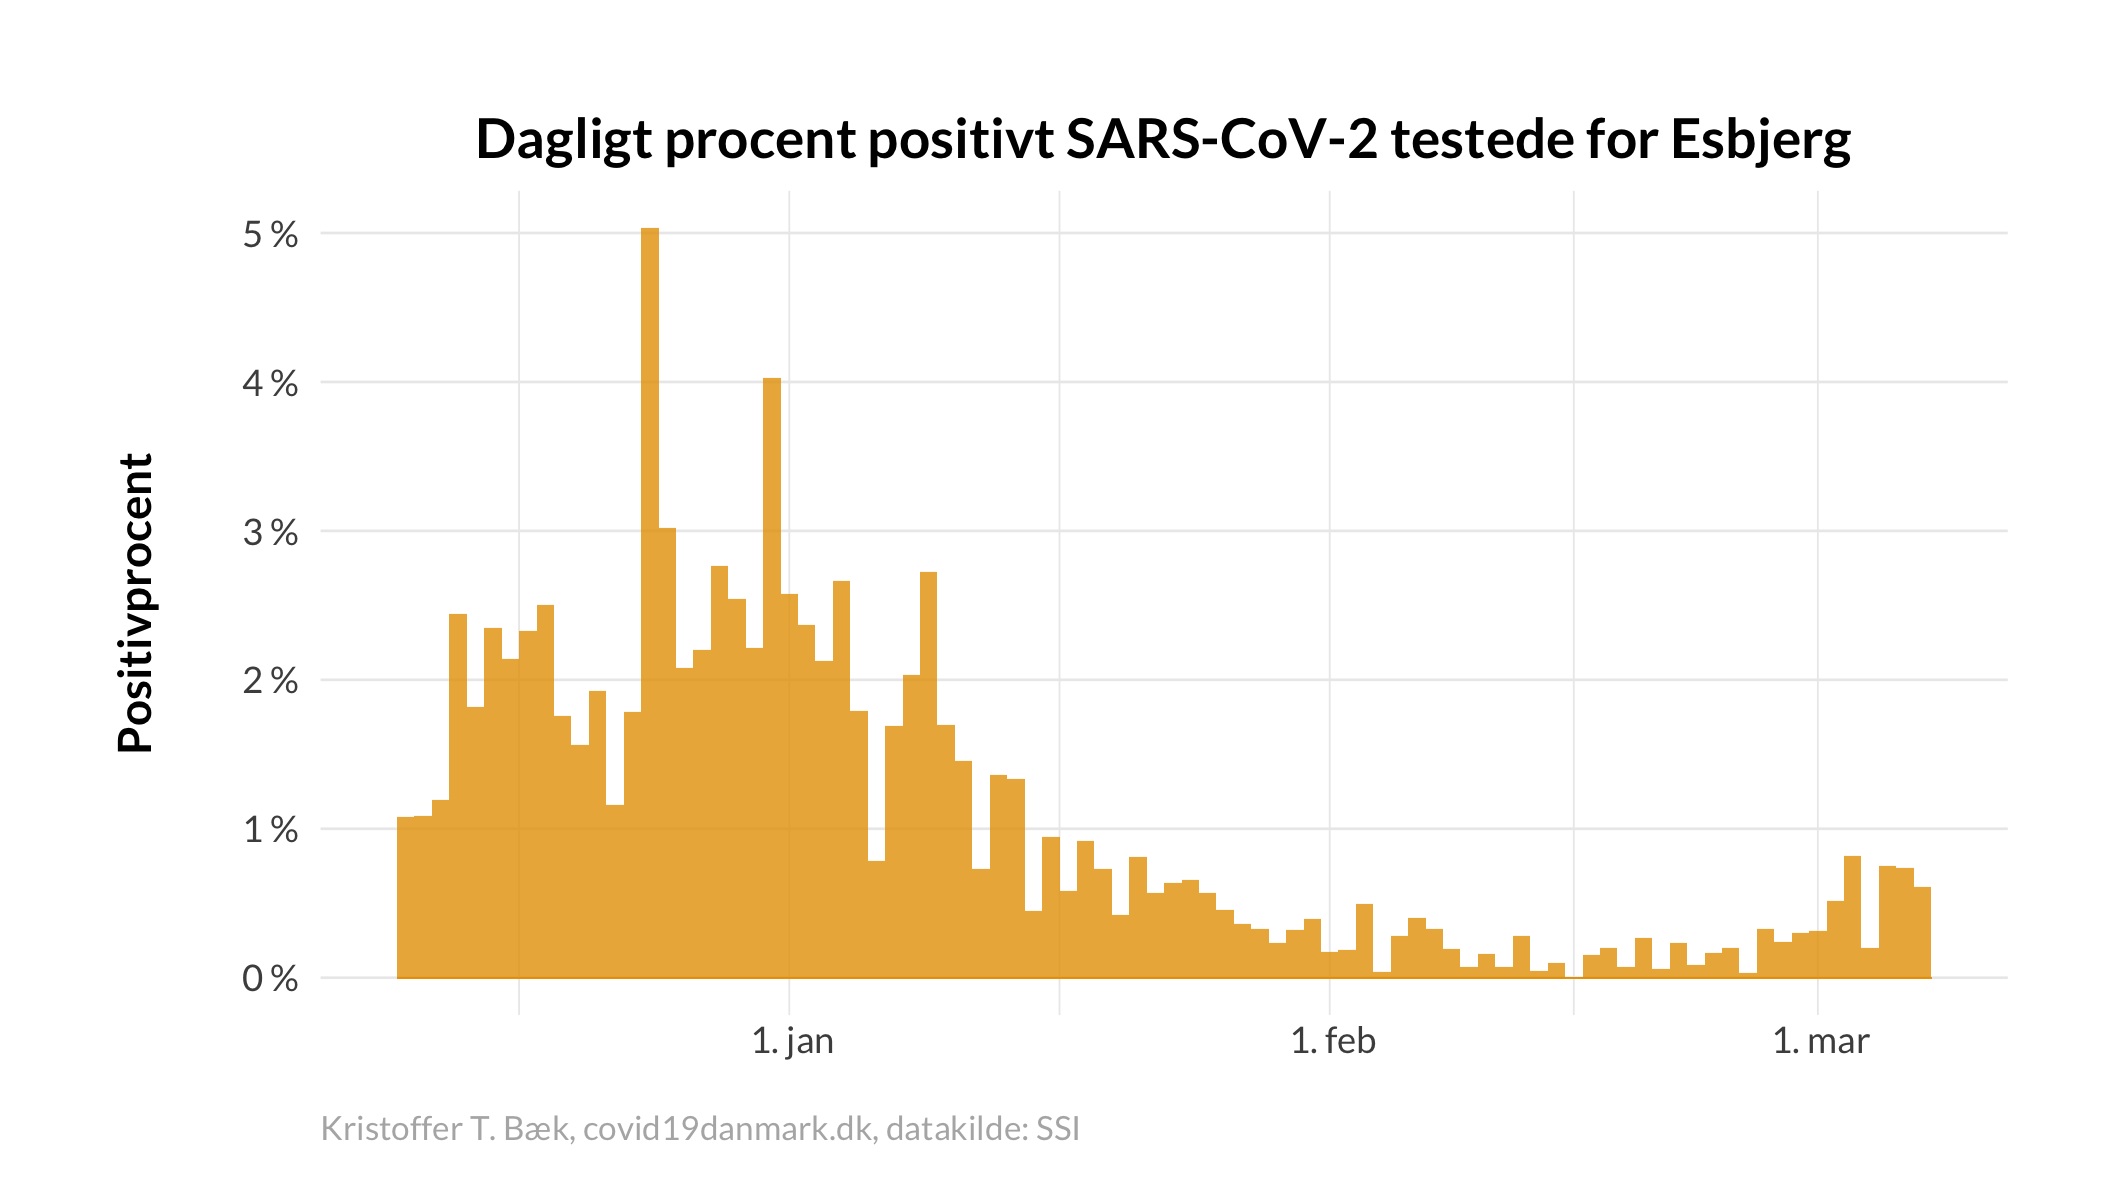 Dagligt procent positivt SARS-CoV-2 testede for Esbjerg
Positivprocent
5 %
4 %
3 %
2 %
1 %
0 %
1. jan
1. feb
1. mar
Kristoffer T. Bæk, covid19danmark.dk, datakilde: SSI